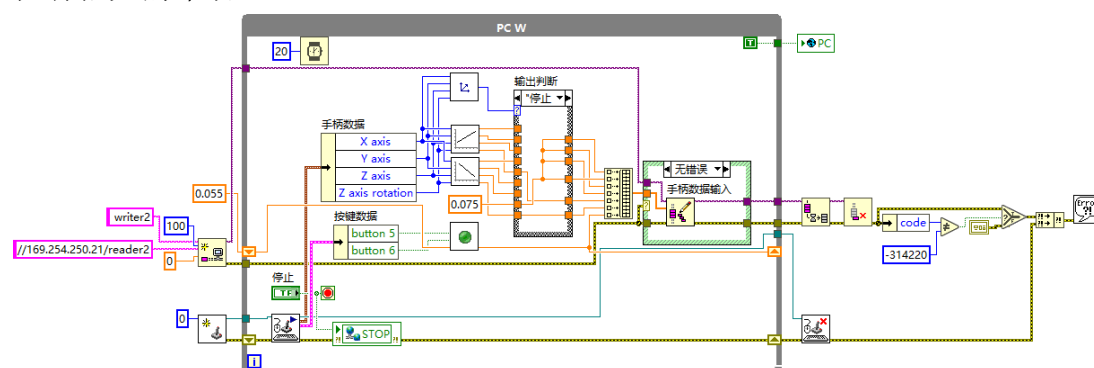 PC W
20
T
PC
输出判断
"停止
手柄数据
X axis
Y axis
Z axis
Z axis rotation
无错误
手柄数据输入
0.055
0.075
writer2
100
按键数据
button 5
button 6
code
//169.254.250.21/reader2
0
-314220
停止
TF
0
STOP
i